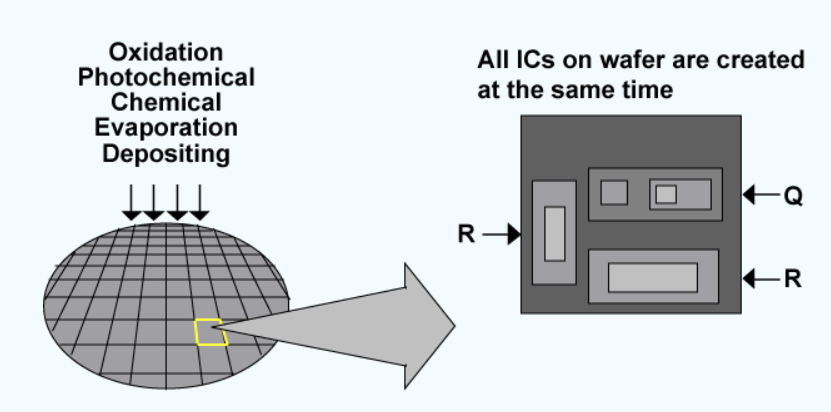 Oxidation
Photochemical
Chemical
Evaporation
Depositing
All ICs on wafer are created
at the same time
Q
R
R